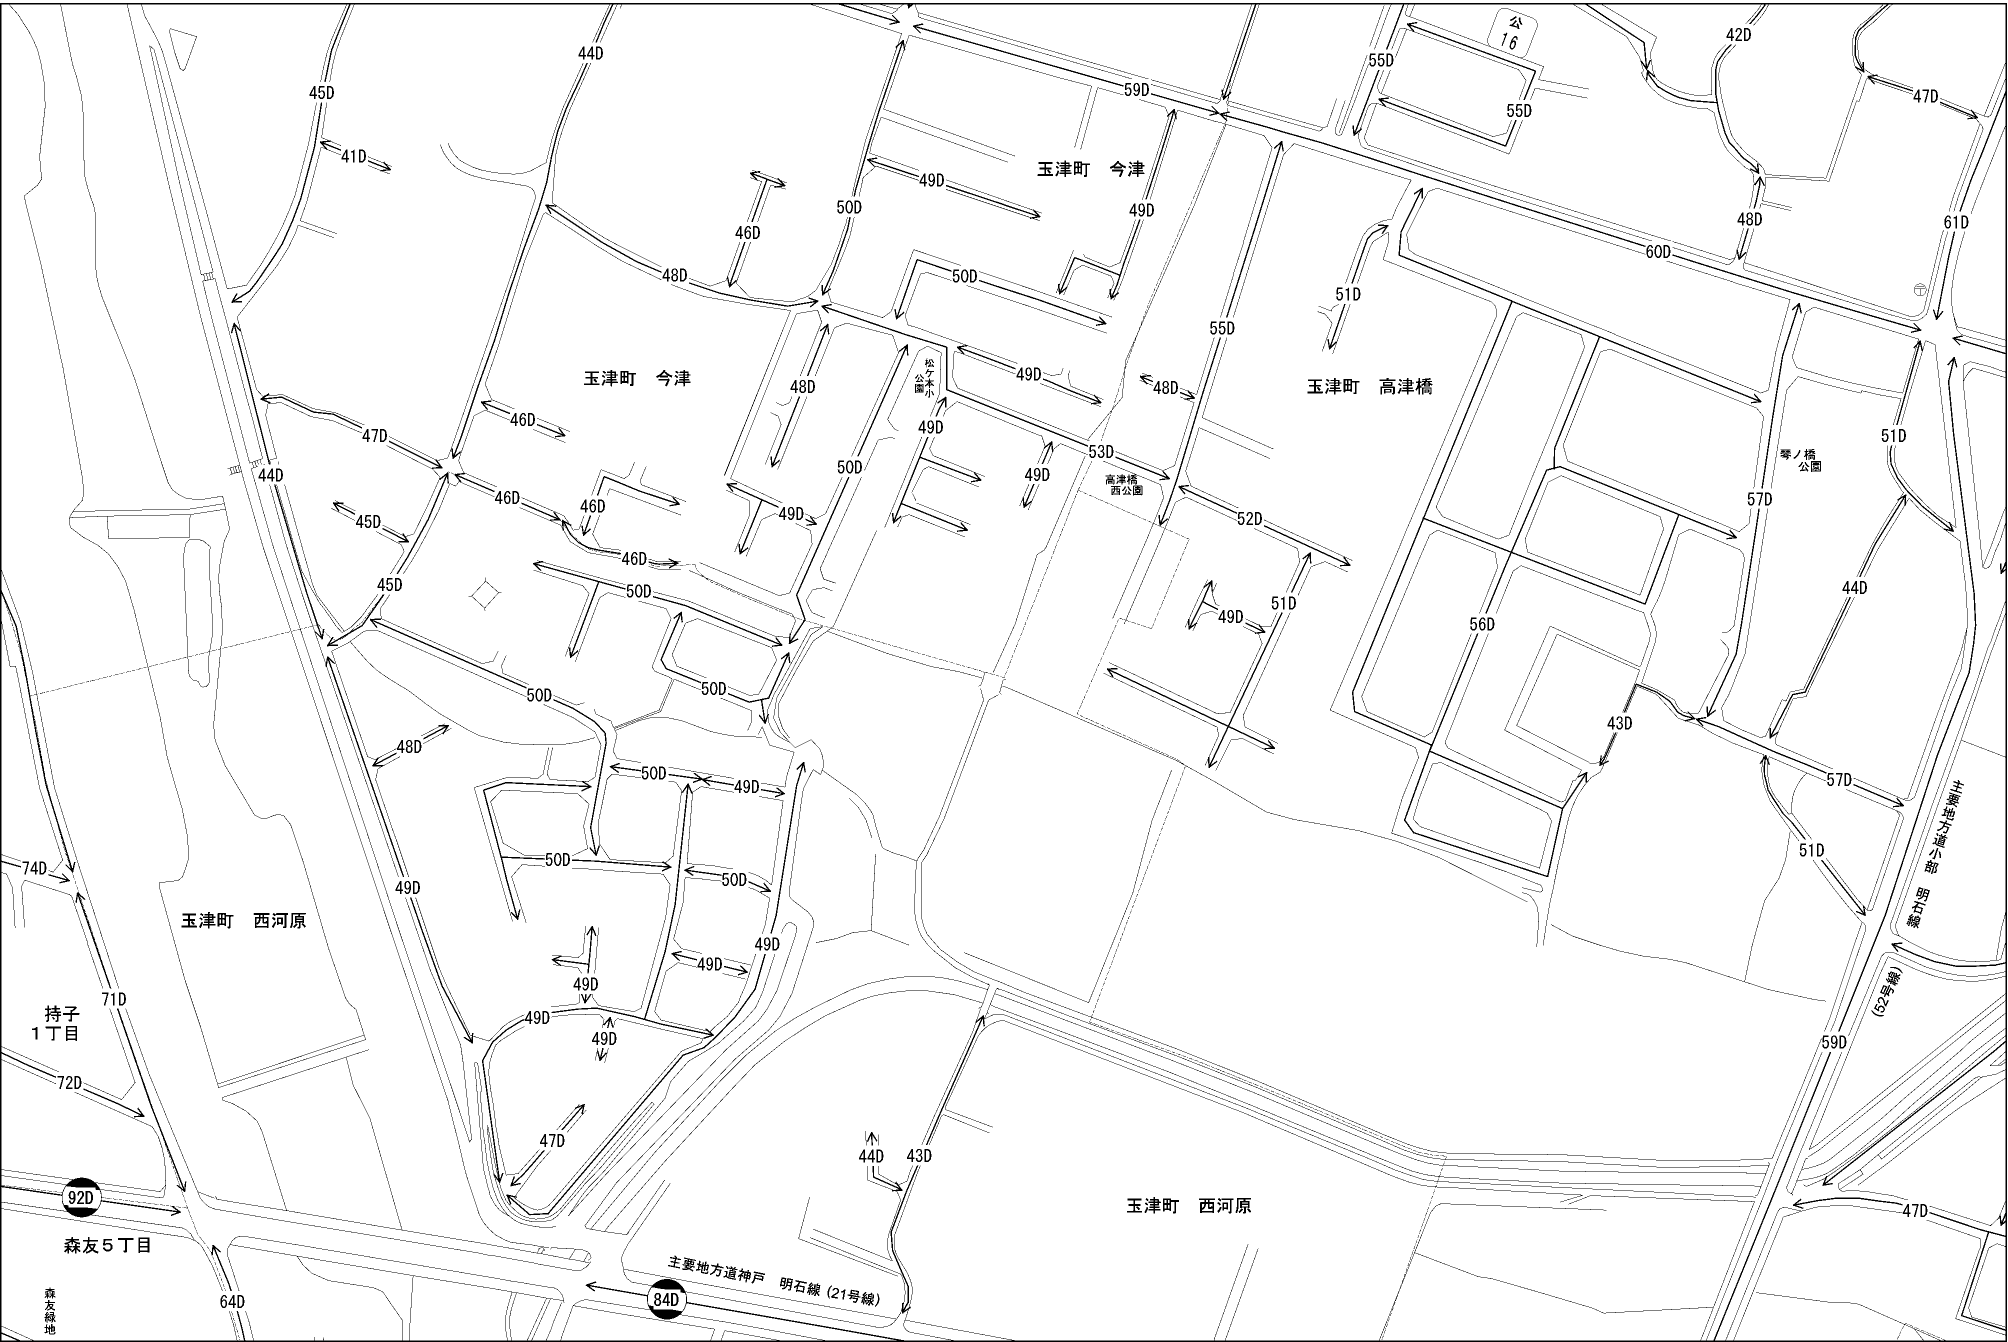 公
16
42D
44D
55D
45D
59D
47D
55D
41D
玉津町 今津
49D
50D
49D
48D
61D
46D
60D
48D
50D
51D
55D
松ケ本小
公園
49D
玉津町 今津
48D
48D
玉津町 高津橋
46D
49D
47D
51D
53D
琴ノ橋
公園
50D
49D
44D
高津橋
西公園
46D
57D
46D
49D
45D
52D
46D
45D
50D
44D
51D
49D
56D
50D
50D
43D
48D
50D
49D
57D
主要地方道小部 明石線
(52号線)
51D
50D
74D
50D
49D
玉津町 西河原
49D
49D
49D
71D
持子
1丁目
49D
49D
59D
72D
47D
44D
43D
92D
玉津町 西河原
47D
森友5丁目
主要地方道神戸 明石線(21号線)
84D
64D
森友緑地